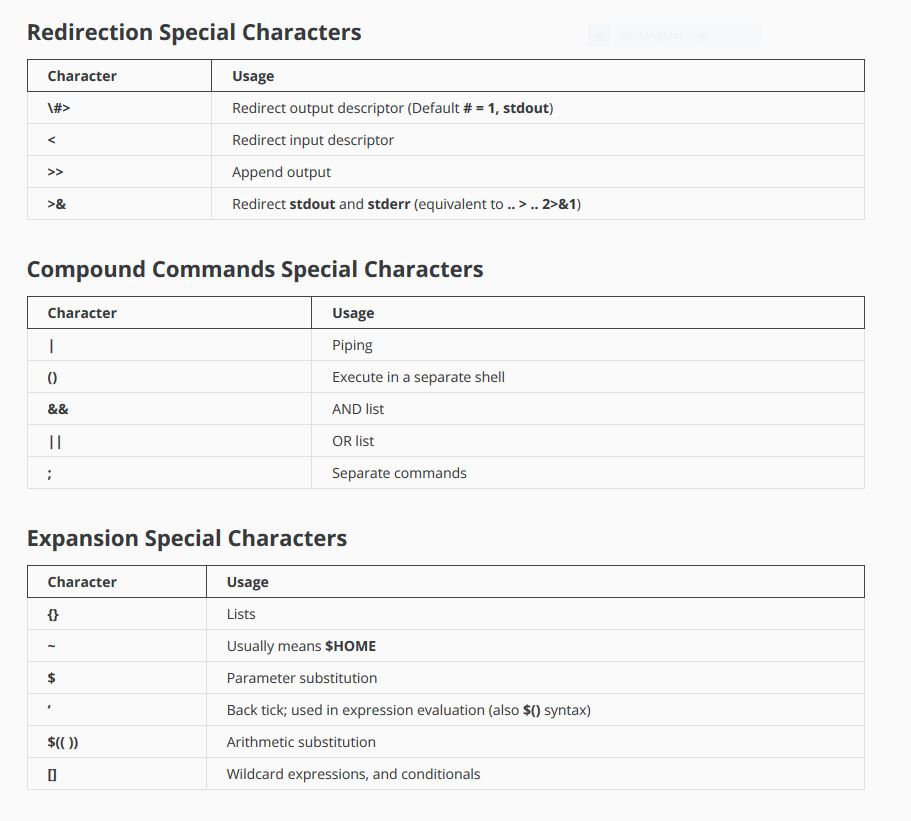 Redirection Special Characters
Character Usage
\#> Redirect output descriptor (Default # = 1, stdout)
< Redirect input descriptor
>> Append output
>& Redirect stdout and stderr (equivalent to .. > .. 2>&1)
Compound Commands Special Characters
Character Usage
| Piping
() Execute in a separate shell
&& AND list
|| OR list
; Separate commands
Expansion Special Characters
Character Usage
{} Lists
~ Usually means $HOME
$ Parameter substitution
‘ Back tick; used in expression evaluation (also $() syntax)
$(( )) Arithmetic substitution
[] Wildcard expressions, and conditionals